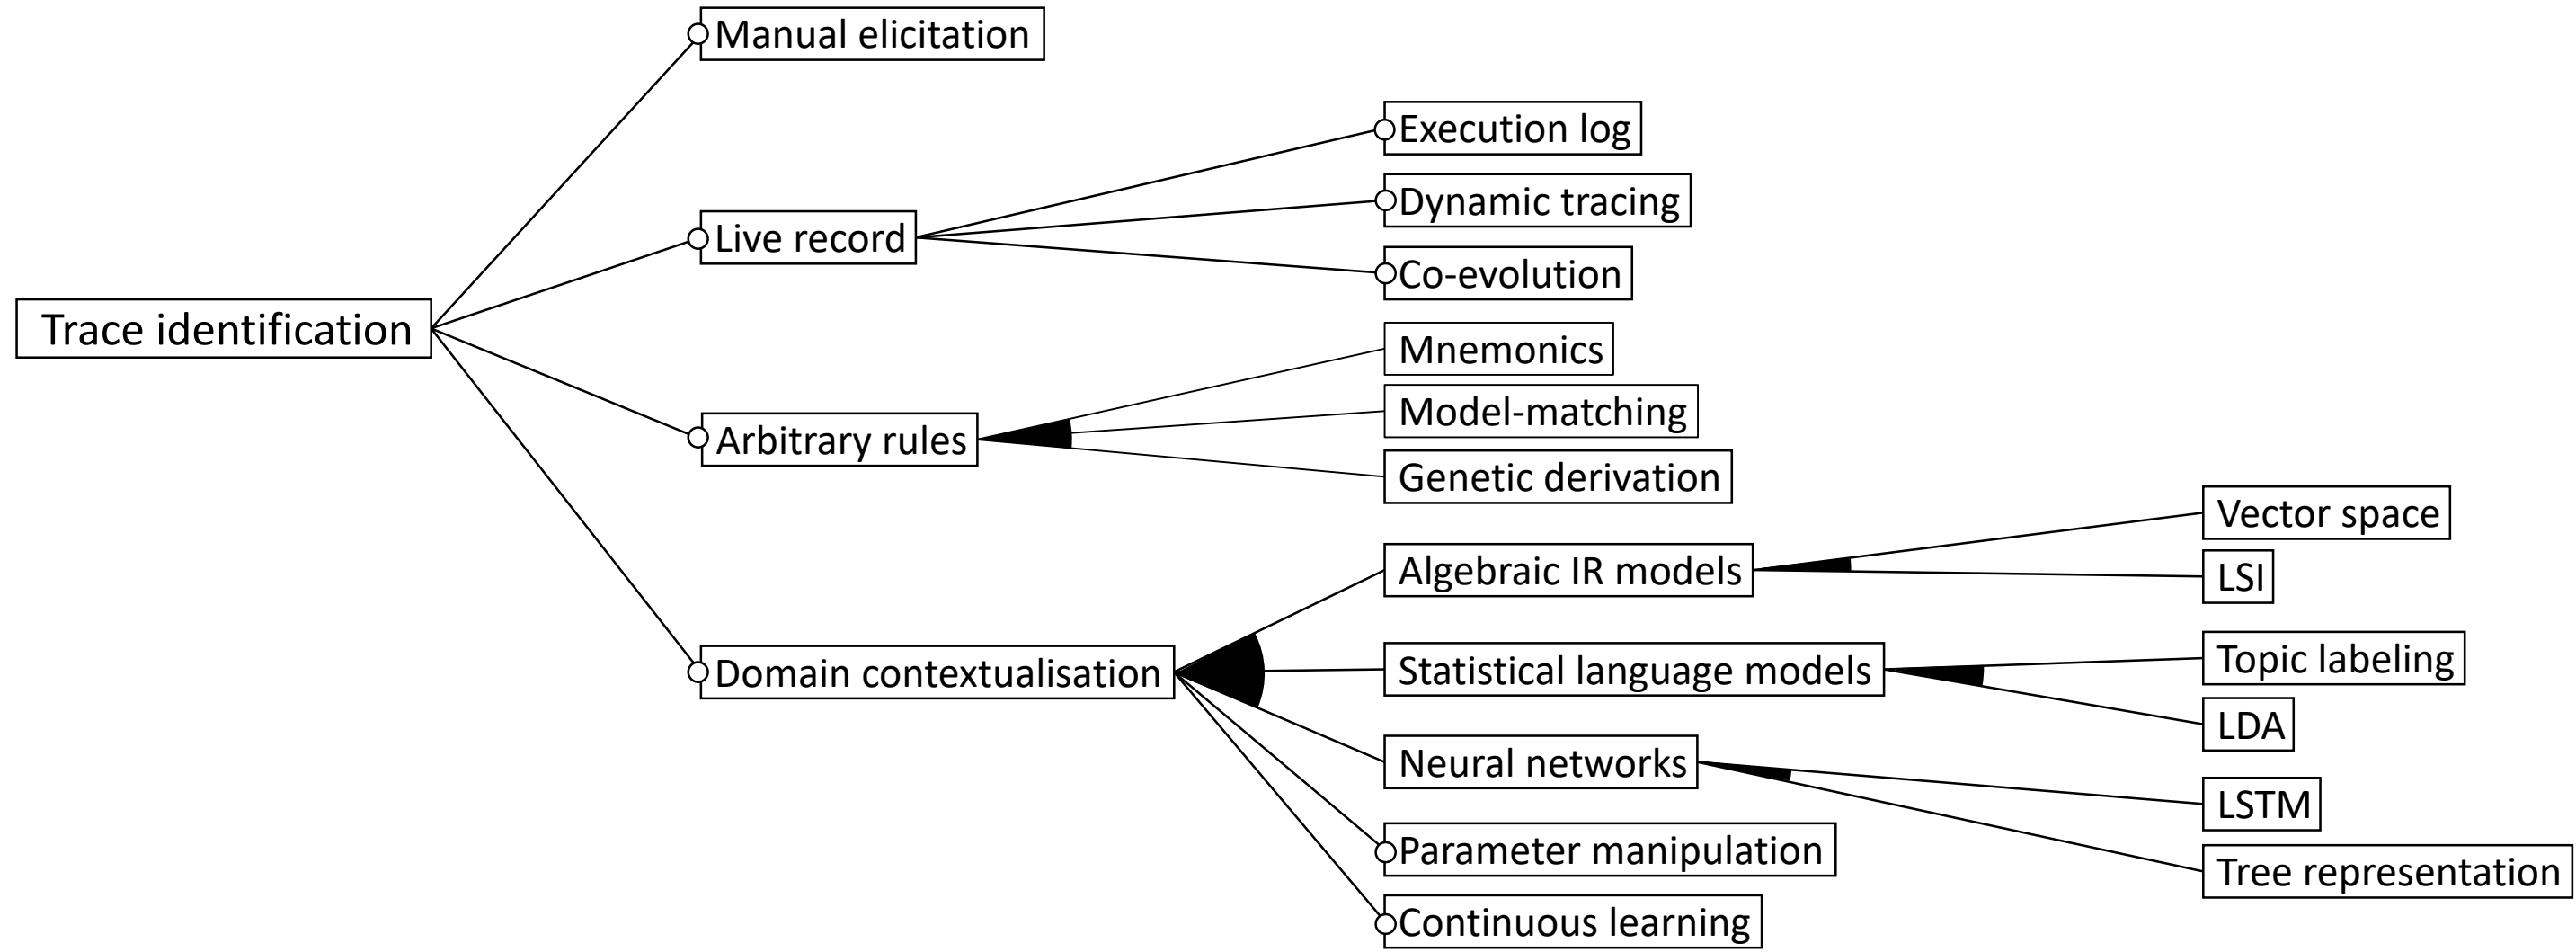 Manual elicitation
Execution log
Dynamic tracing
Live record
Co-evolution
Trace identification
Mnemonics
Model-matching
Arbitrary rules
Genetic derivation
Vector space
Algebraic IR models
LSI
Topic labeling
Domain contextualisation
Statistical language models
LDA
Neural networks
LSTM
Parameter manipulation
Tree representation
Continuous learning